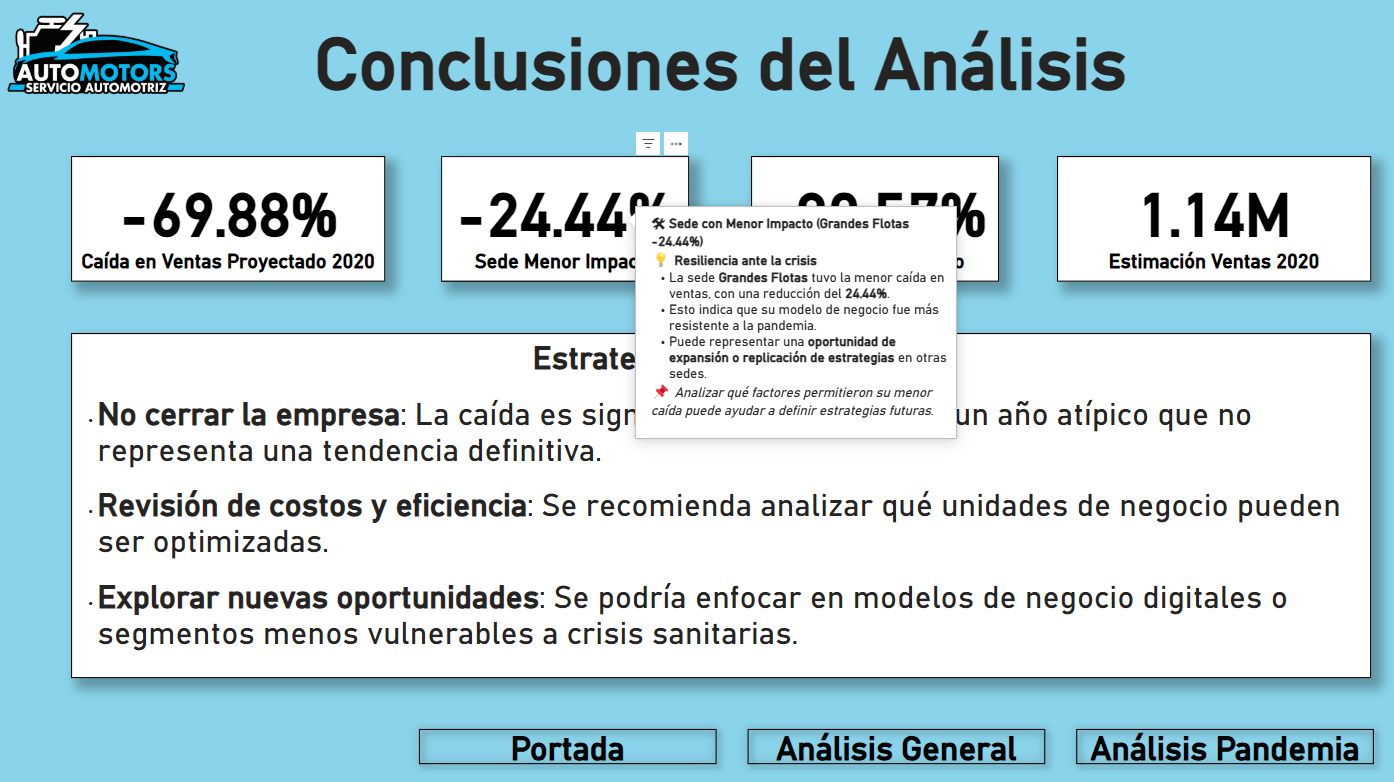 AUTOMOTORS
SERVICIO AUTOMOTRIZ
Conclusiones del Análisis
-69.88%
Caída en Ventas Proyectado 2020
-24.44%
Sede Menor Impac
%
o
1.14M
Estimación Ventas 2020
🛠 Sede con Menor Impacto (Grandes Flotas
-24.44%)
💡 Resiliencia ante la crisis
• La sede Grandes Flotas tuvo la menor caída en
ventas, con una reducción del 24.44%.
• Esto indica que su modelo de negocio fue más
resistente a la pandemia.
• Puede representar una oportunidad de
expansión o replicación de estrategias en otras
sedes.
📌 Analizar qué factores permitieron su menor
caída puede ayudar a definir estrategias futuras.
Estrate
· No cerrar la empresa: La caída es sign un año atípico que no
representa una tendencia definitiva.
· Revisión de costos y eficiencia: Se recomienda analizar qué unidades de negocio pueden
ser optimizadas.
· Explorar nuevas oportunidades: Se podría enfocar en modelos de negocio digitales o
segmentos menos vulnerables a crisis sanitarias.
Portada
Análisis General
Análisis Pandemia